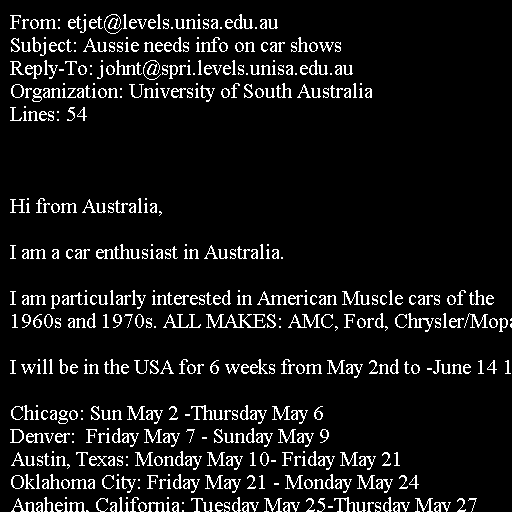 From: etjet@levels.unisa.edu.au
Subject: Aussie needs info on car shows
Reply-To: johnt@spri.levels.unisa.edu.au
Organization: University of South Australia
Lines: 54
Hi from Australia,
I am a car enthusiast in Australia.
I am particularly interested in American Muscle cars of the
1960s and 1970s. ALL MAKES: AMC, Ford, Chrysler/Mopa
I will be in the USA for 6 weeks from May 2nd to -June 14 1
Chicago: Sun May 2 -Thursday May 6
Denver:  Friday May 7 - Sunday May 9
Austin, Texas: Monday May 10- Friday May 21
Oklahoma City: Friday May 21 - Monday May 24
Anaheim, California: Tuesday May 25-Thursday May 27